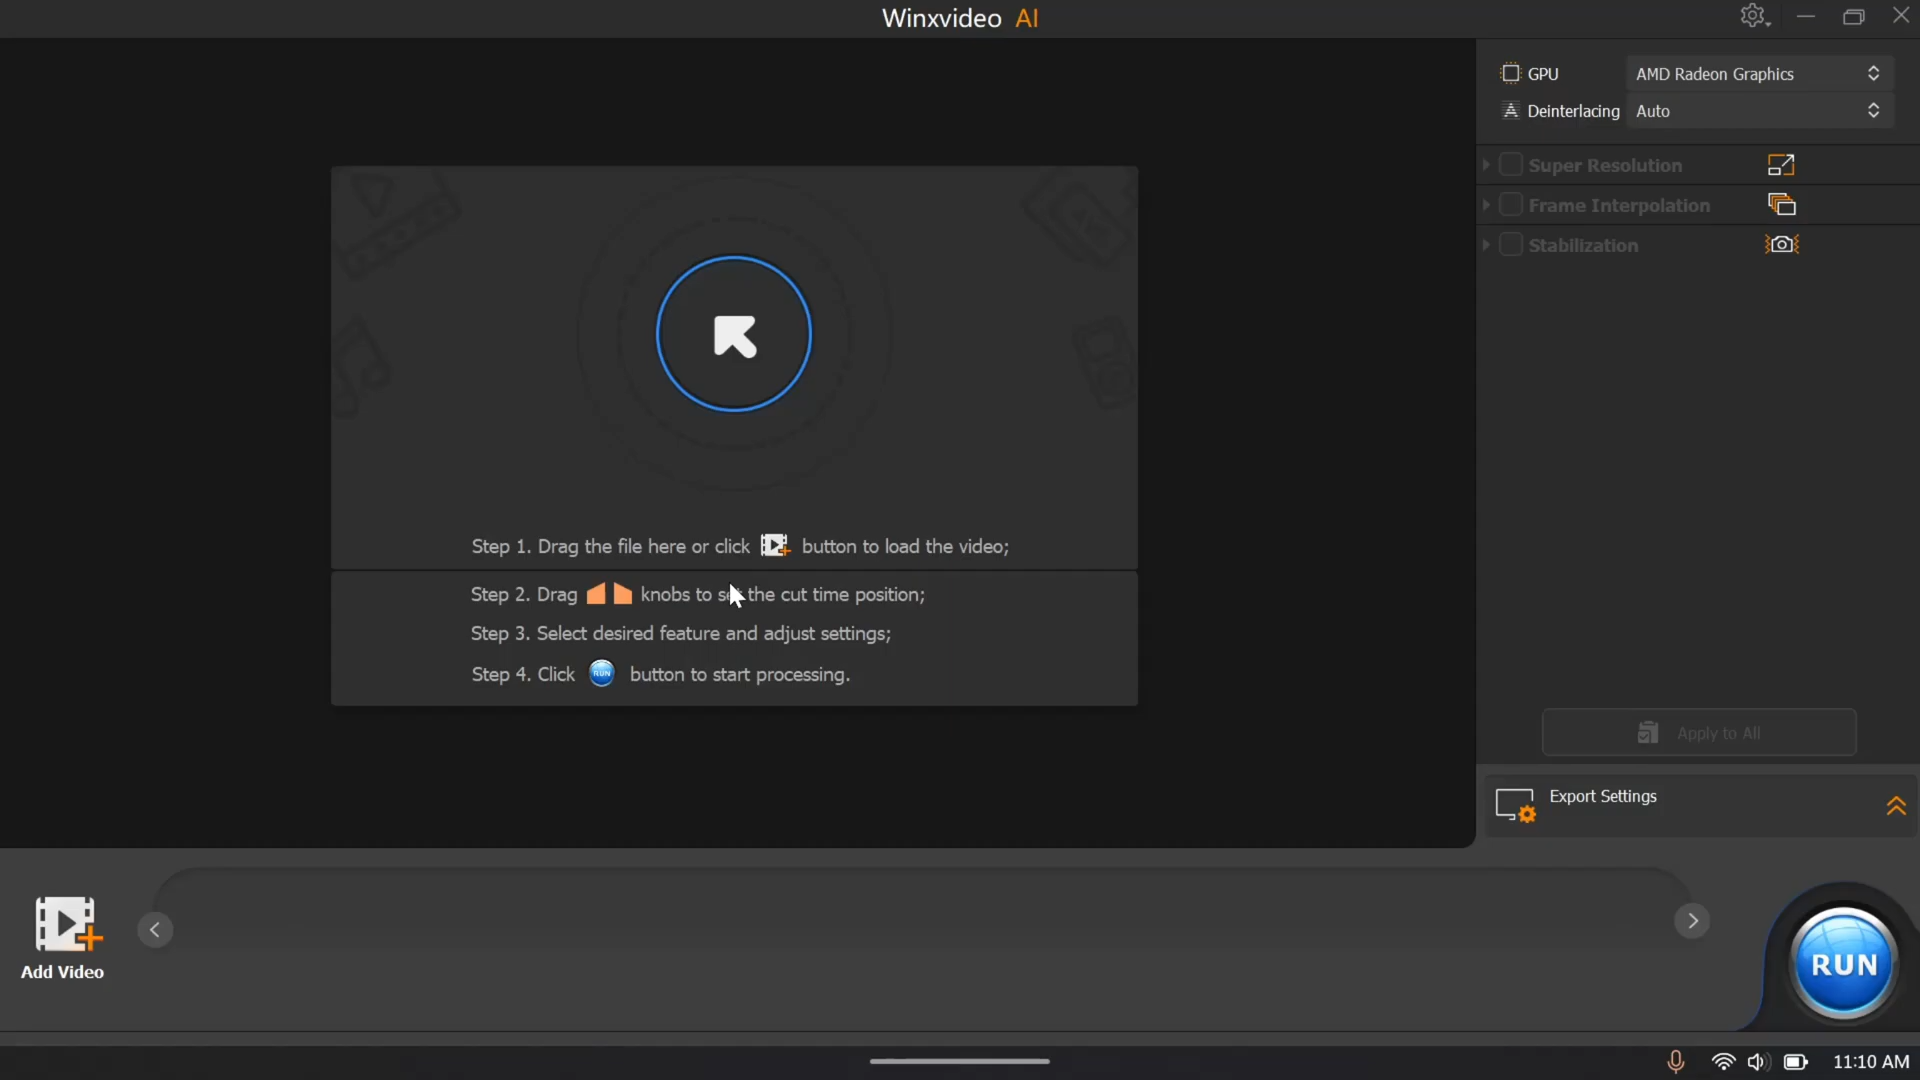 Winxvideo AI
GPU
AMD Radeon Graphics
Deinterlacing
Auto
Super Resolution
Frame Interpolation
Stabilization
Step 1. Drag the file here or click button to load the video;
Step 2. Drag knobs to set the cut time position;
Step 3. Select desired feature and adjust settings;
Step 4. Click RUN button to start processing.
Apply to All
Export Settings
Add Video
RUN
11:10 AM